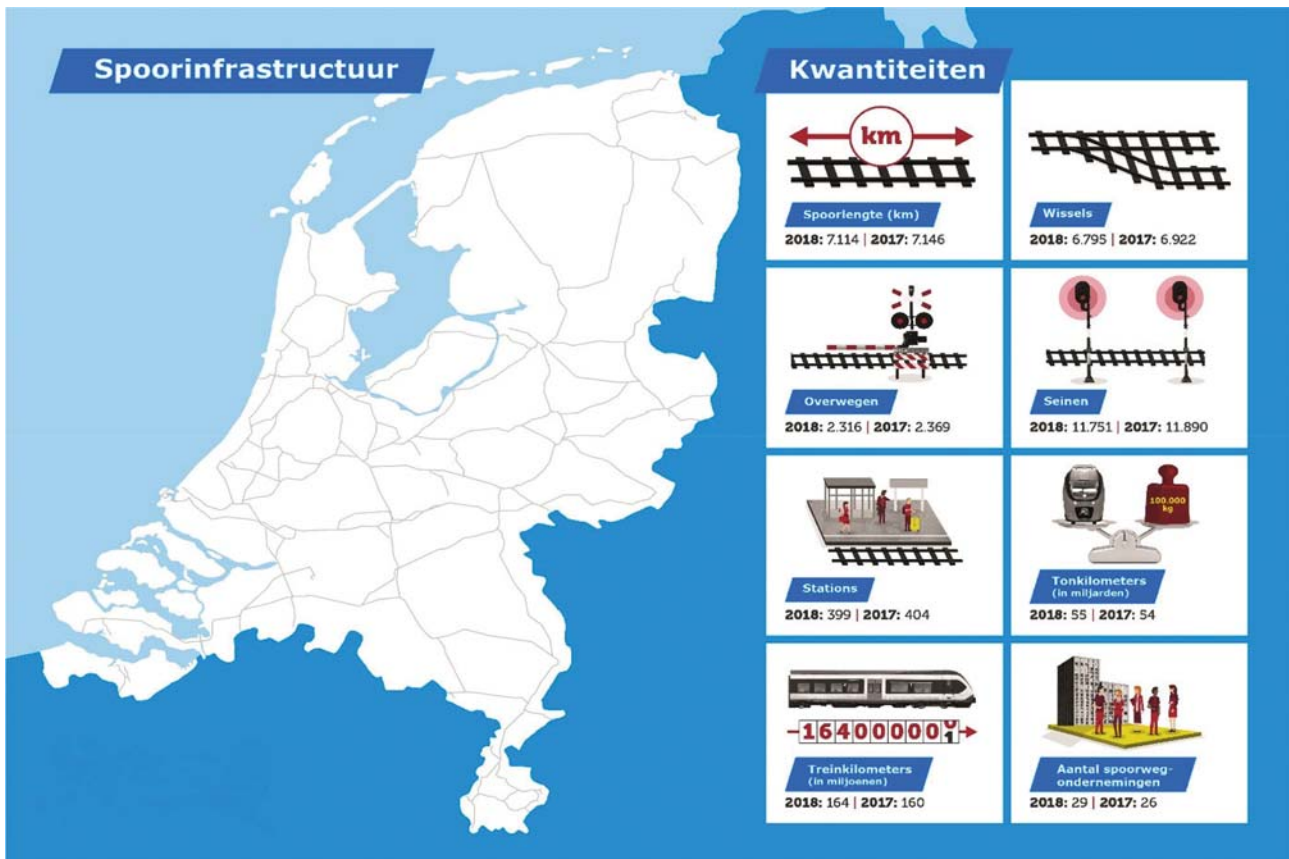 Spoorinfrastructuur
Kwantiteiten
km
Spoorlengte (km)
2018: 7.114 | 2017: 7.146
Wissels
2018: 6.795 | 2017: 6.922
Overwegen
2018: 2.316 | 2017: 2.369
Seinen
2018: 11.751 | 2017: 11.890
Stations
2018: 399 | 2017: 404
100.000
kg
Tonkilometers
(in miljarden)
2018: 55 | 2017: 54
16400000
Treinkilometers
(in miljoenen)
2018: 164 | 2017: 160
Aantal spoorweg-
ondernemingen
2018: 29 | 2017: 26